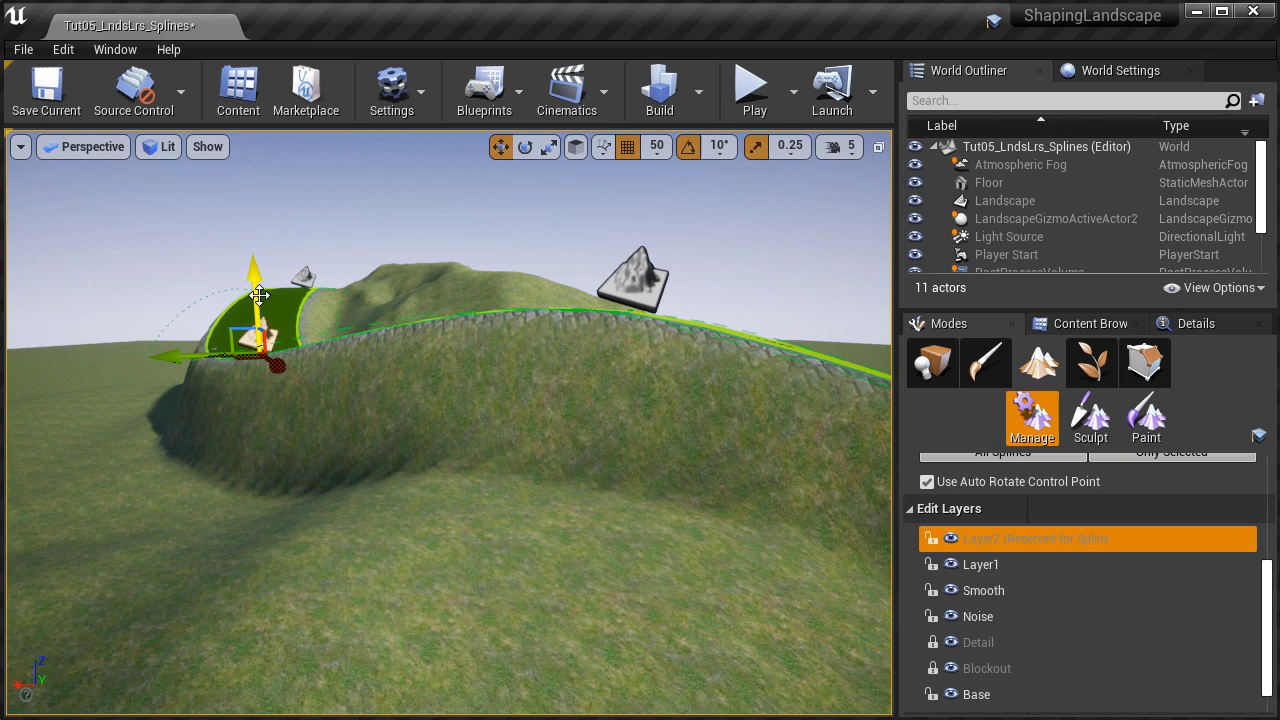 Tut05_LndsLrs_Splines*
ShapingLandscape
File Edit Window Help
Save Current Source Control Content Marketplace Settings Blueprints Cinematics Build Play Launch
World Outliner World Settings
Search...
Label Type
Tut05_LndsLrs_Splines (Editor) World
Atmospheric Fog AtmosphericFog
Floor StaticMeshActor
Landscape Landscape
LandscapeGizmoActiveActor2 LandscapeGizmo
Light Source DirectionalLight
Player Start PlayerStart
PostProcessVolume PostProcessVolu
11 actors View Options
Perspective Lit Show 50 10° 0.25 5
Modes Content Brow Details
Manage Sculpt Paint
All Splines Only Selected
Use Auto Rotate Control Point
Edit Layers
Layer2 (Reserved for Spline
Layer1
Smooth
Noise
Detail
Blockout
Base
Z
Y